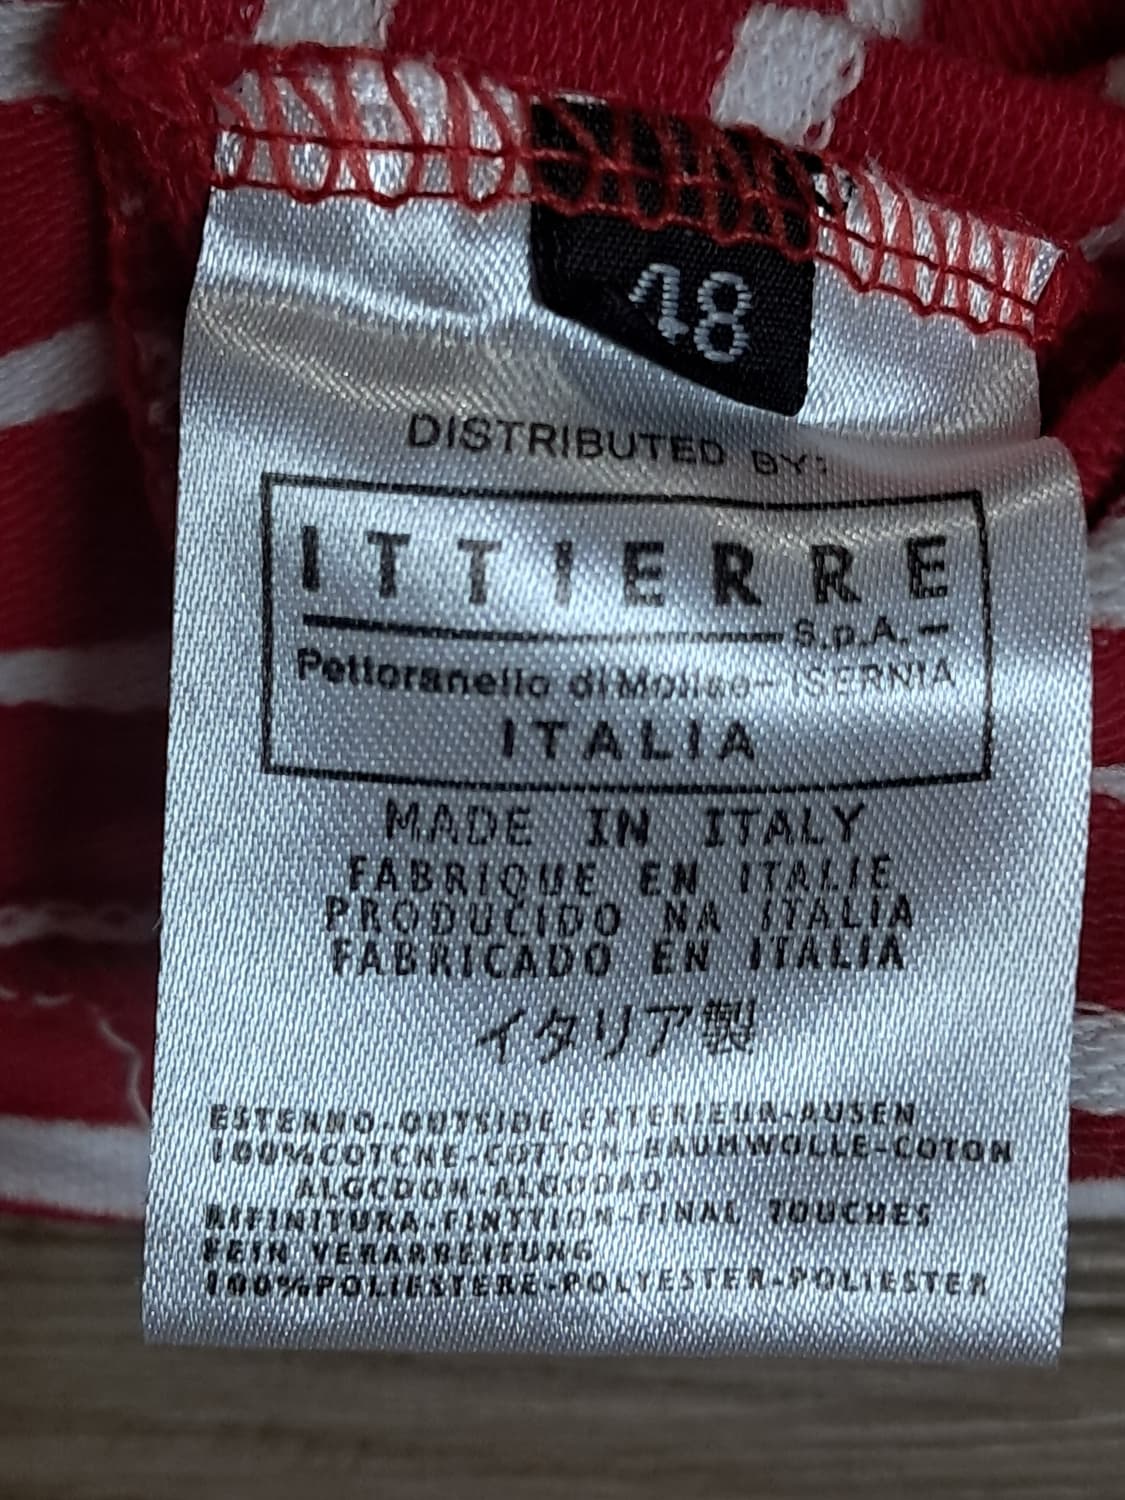 48
DISTRIBUTED BY:
ITTIERRE
S.p.A.
Pettoranello di Molise - ISERNIA
ITALIA
MADE IN ITALY
FABRIQUE EN ITALIE
PRODUCIDO NA ITALIA
FABRICADO EN ITALIA
イタリア製
ESTERNO-OUTSIDE-EXTERIEUR-AUSEN
100%COTONE-COTTON-BAUMWOLLE-COTON
ALGODON-ALGODAO
RIFINITURA-FINITION-FINAL TOUCHES
FEIN VERARBEITUNG
100%POLIESTERE-POLYESTER-POLIESTER